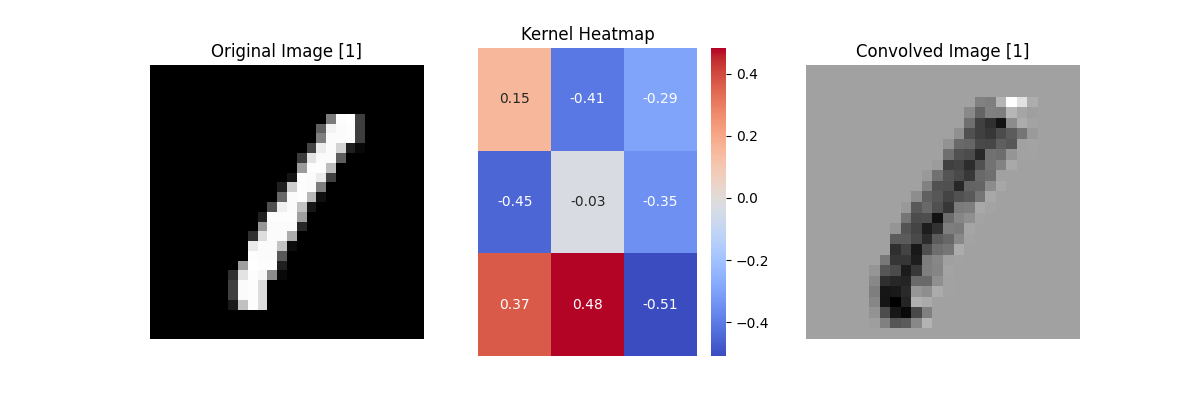 Original Image [1]
Kernel Heatmap
Convolved Image [1]
0.15 -0.41 -0.29
-0.45 -0.03 -0.35
0.37 0.48 -0.51
0.4
0.2
0.0
−0.2
−0.4